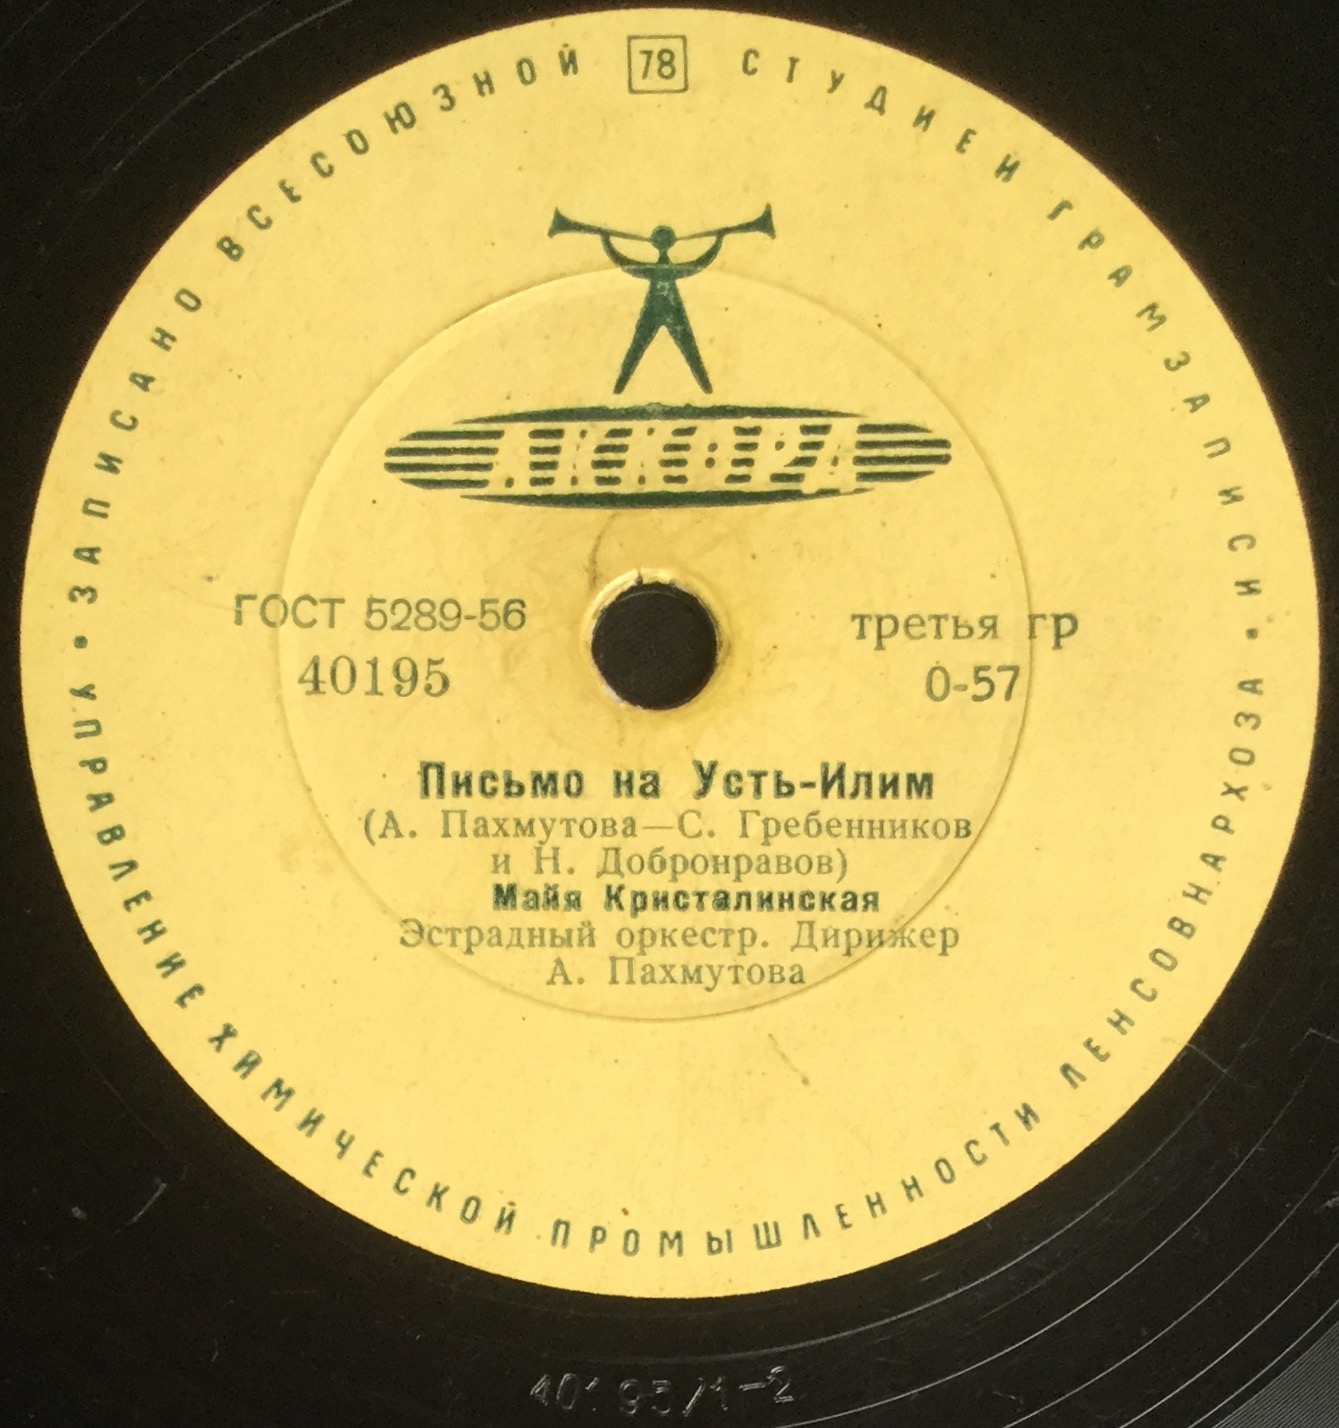 ЗАПИСАНО ВСЕСОЮЗНОЙ 78 СТУДИЕЙ ГРАМЗАПИСИ
АККОРД
ГОСТ 5289-56
40195
третья гр
0-57
Письмо на Усть-Илим
(А. Пахмутова—С. Гребенников
и Н. Добронравов)
Майя Кристалинская
Эстрадный оркестр. Дирижер
А. Пахмутова
УПРАВЛЕНИЕ ХИМИЧЕСКОЙ ПРОМЫШЛЕННОСТИ ЛЕНСОВНАРХОЗА
40195/1-2